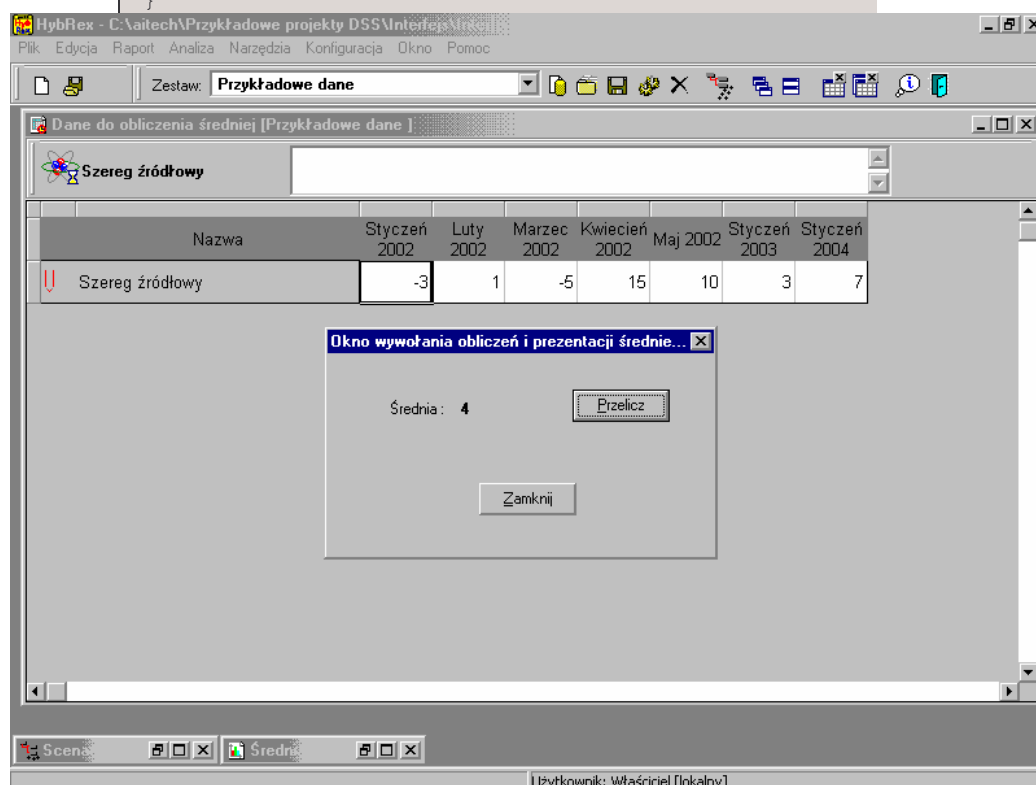 }
HybRex - C:\aitech\Przykładowe projekty DSS\Interfejs\
Plik Edycja Raport Analiza Narzędzia Konfiguracja Okno Pomoc
Zestaw: Przykładowe dane
Dane do obliczenia średniej [Przykładowe dane ]
Szereg źródłowy
Nazwa Styczeń 2002 Luty 2002 Marzec 2002 Kwiecień 2002 Maj 2002 Styczeń 2003 Styczeń 2004
Szereg źródłowy -3 1 -5 15 10 3 7
Okno wywołania obliczeń i prezentacji średnie...
Średnia : 4 Przelicz
Zamknij
Scena Średni
Użytkownik: Właściciel [lokalny]